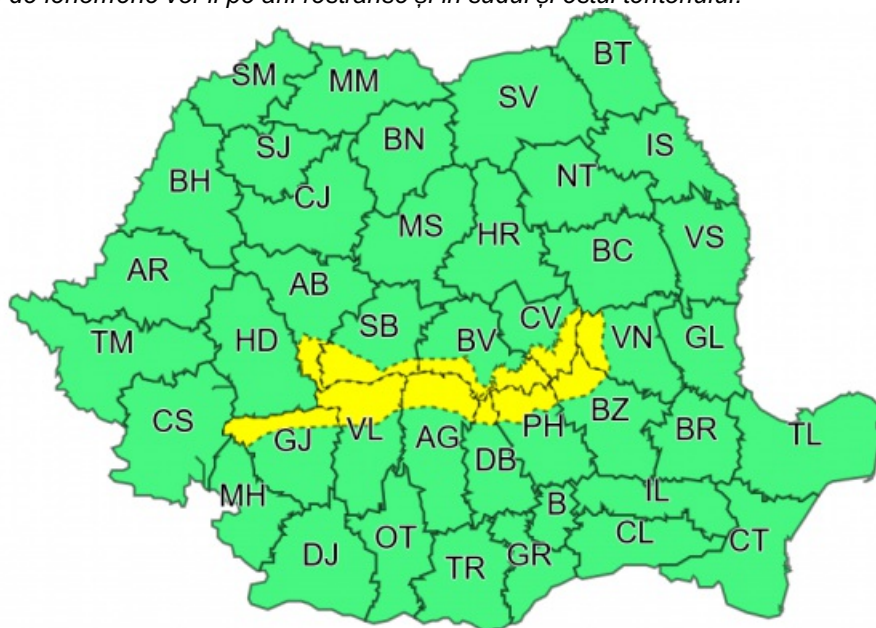 de fenomene vor fi pe arii restrânse și în sudul și estul teritoriului.
BT
SM
MM
SV
SJ
BN
IS
BH
CJ
NT
MS
HR
BC
VS
AR
AB
TM
HD
SB
BV
CV
VN
GL
CS
GJ
VL
AG
PH
BZ
BR
TL
DB
MH
IL
B
DJ
OT
TR
GR
CL
CT